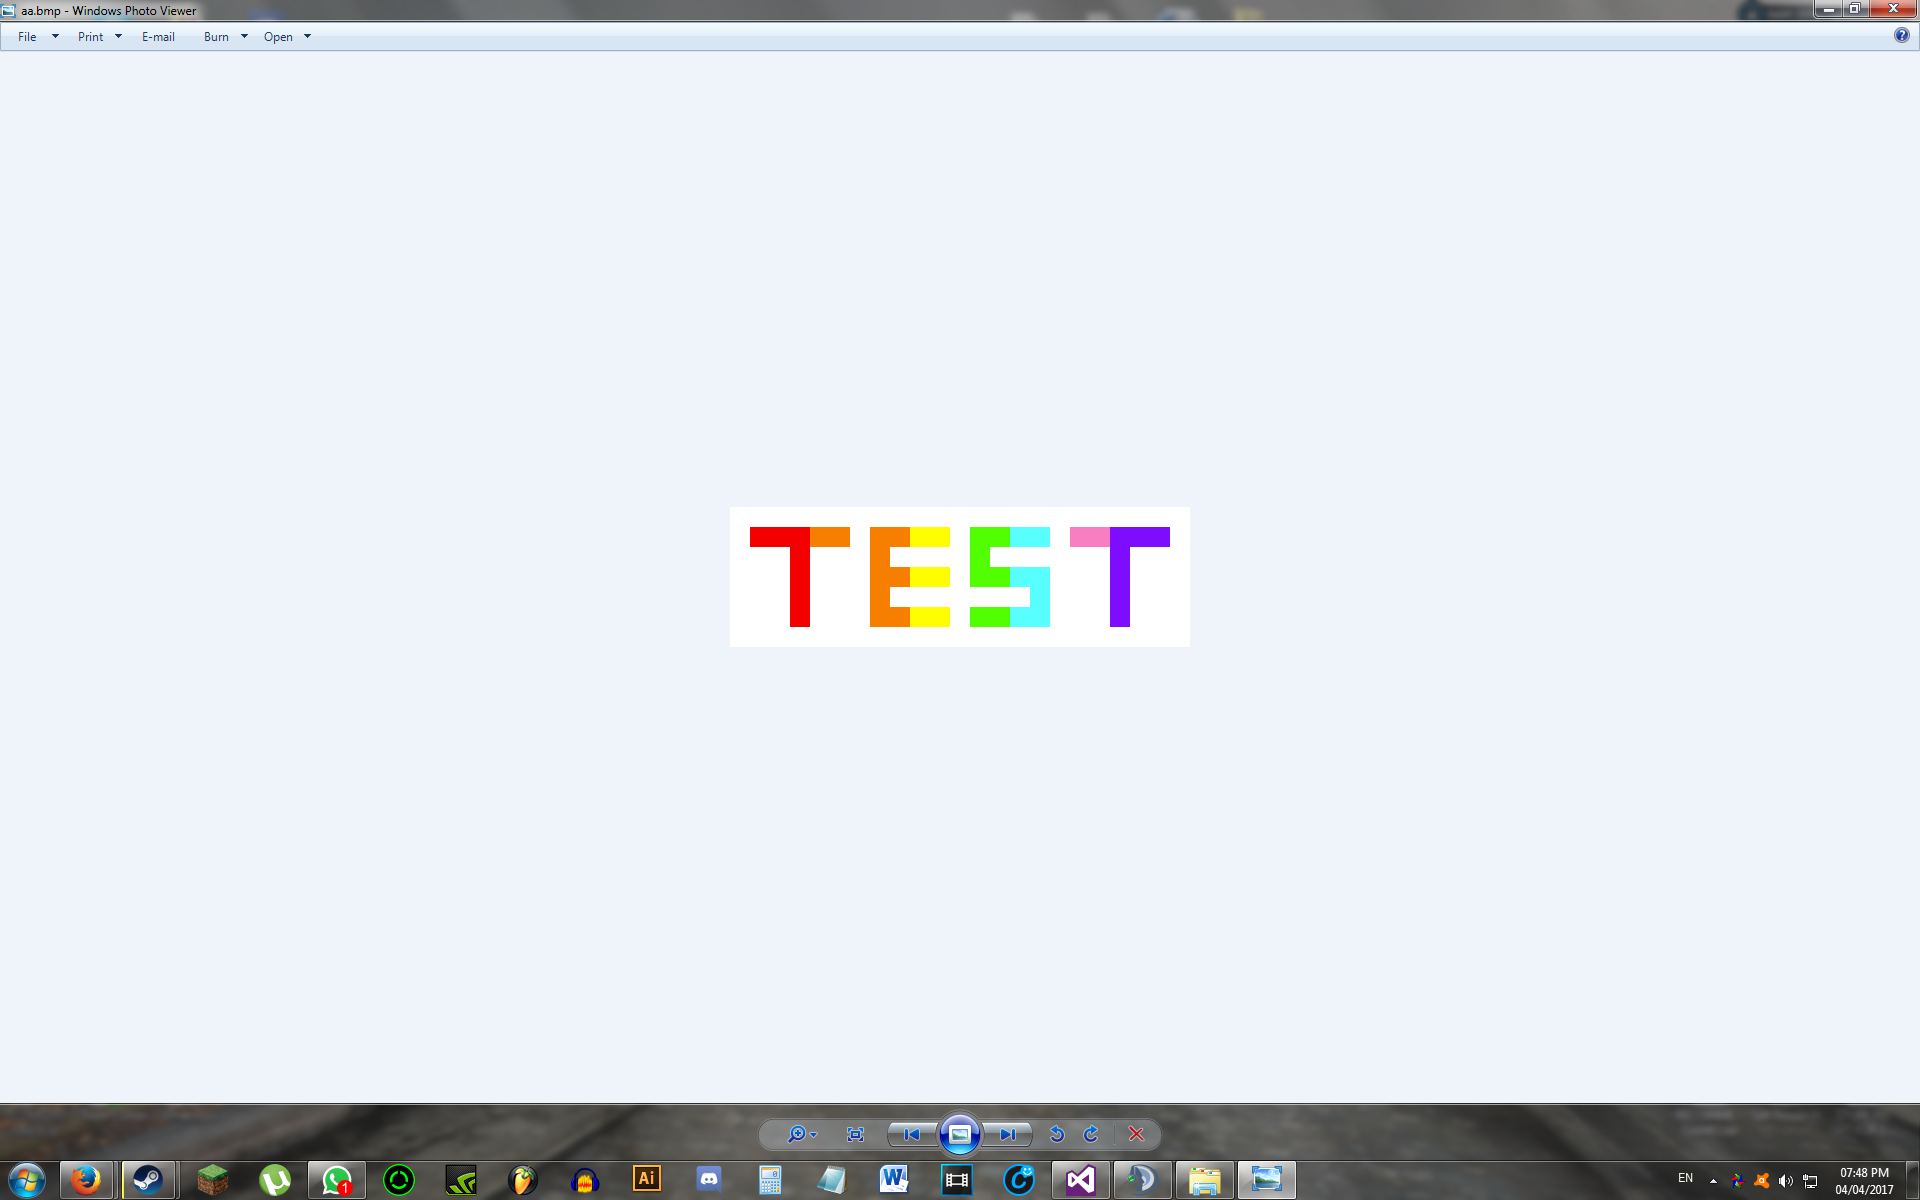 aa.bmp - Windows Photo Viewer
File Print E-mail Burn Open
TEST
1
Ai
W
EN
07:48 PM
04/04/2017